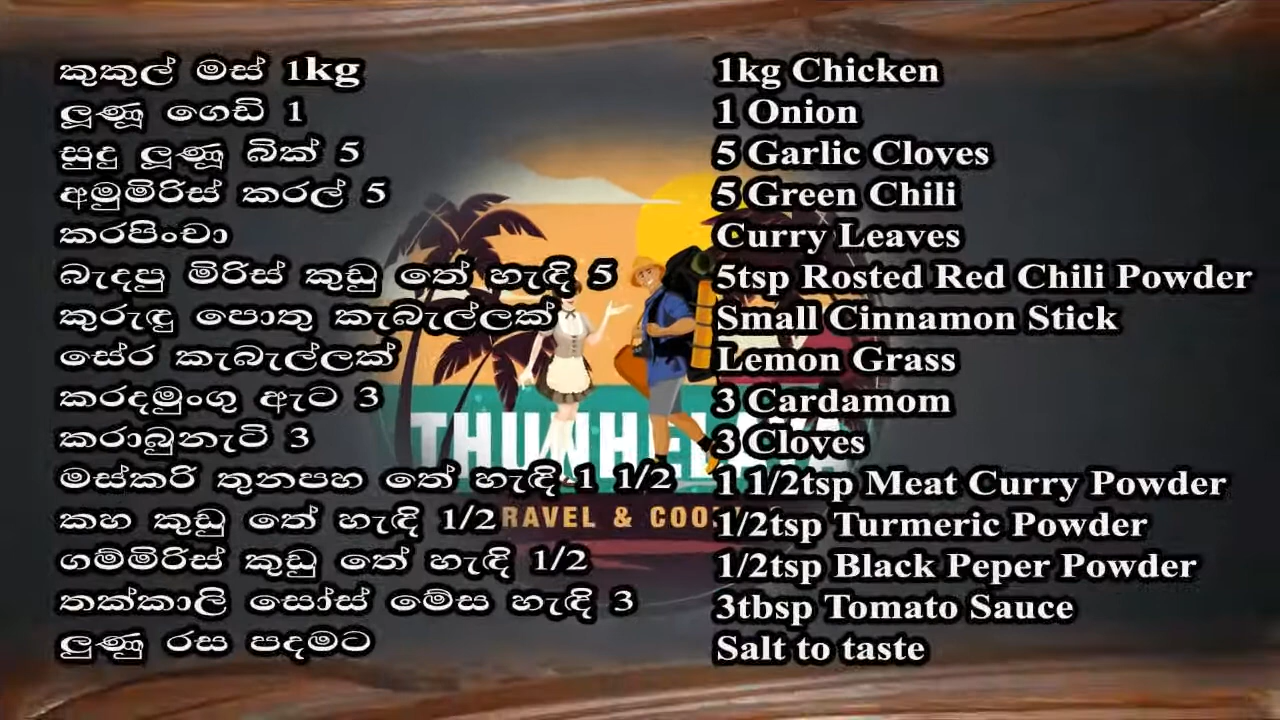 කුකුල් මස් 1kg
ලූණු ගෙඩි 1
සුදු ලූණු බික් 5
අමුමිරිස් කරල් 5
කරපිංචා
බැදපු මිරිස් කුඩු තේ හැඳි 5
කුරුඳු පොතු කැබැල්ලක්
සේර කැබැල්ලක්
කරදමුංගු ඇට 3
කරාබුනැටි 3
මස්කරි තුනපහ තේ හැඳි 1 1/2
කහ කුඩු තේ හැඳි 1/2
ගම්මිරිස් කුඩු තේ හැඳි 1/2
තක්කාලි සෝස් මේස හැඳි 3
ලුණු රස පදමට
1kg Chicken
1 Onion
5 Garlic Cloves
5 Green Chili
Curry Leaves
5tsp Rosted Red Chili Powder
Small Cinnamon Stick
Lemon Grass
3 Cardamom
3 Cloves
1 1/2tsp Meat Curry Powder
1/2tsp Turmeric Powder
1/2tsp Black Peper Powder
3tbsp Tomato Sauce
Salt to taste